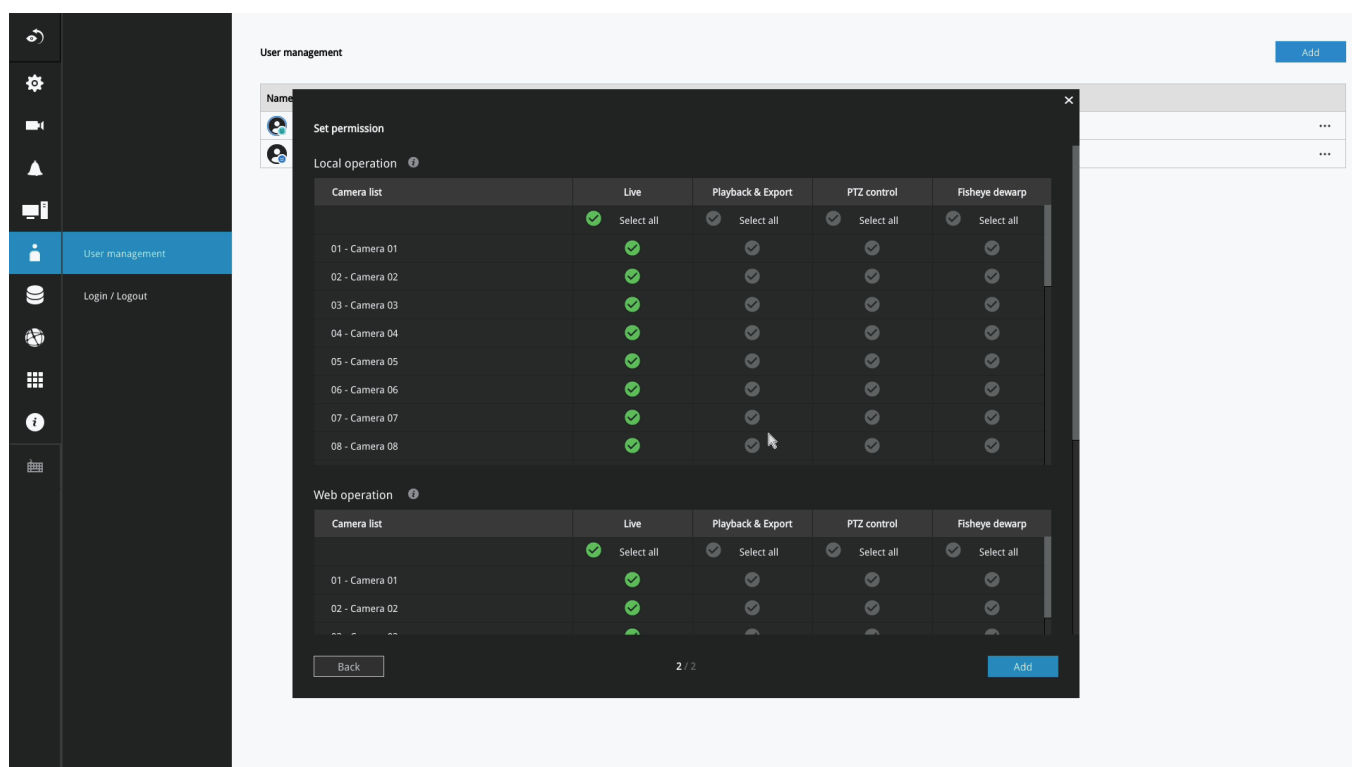 User management
Add
Name
Set permission
Local operation
Camera list Live Playback & Export PTZ control Fisheye dewarp
Select all Select all Select all Select all
01 - Camera 01
User management
02 - Camera 02
Login / Logout
03 - Camera 03
04 - Camera 04
05 - Camera 05
06 - Camera 06
07 - Camera 07
08 - Camera 08
Web operation
Camera list Live Playback & Export PTZ control Fisheye dewarp
Select all Select all Select all Select all
01 - Camera 01
02 - Camera 02
Back 2 / 2 Add